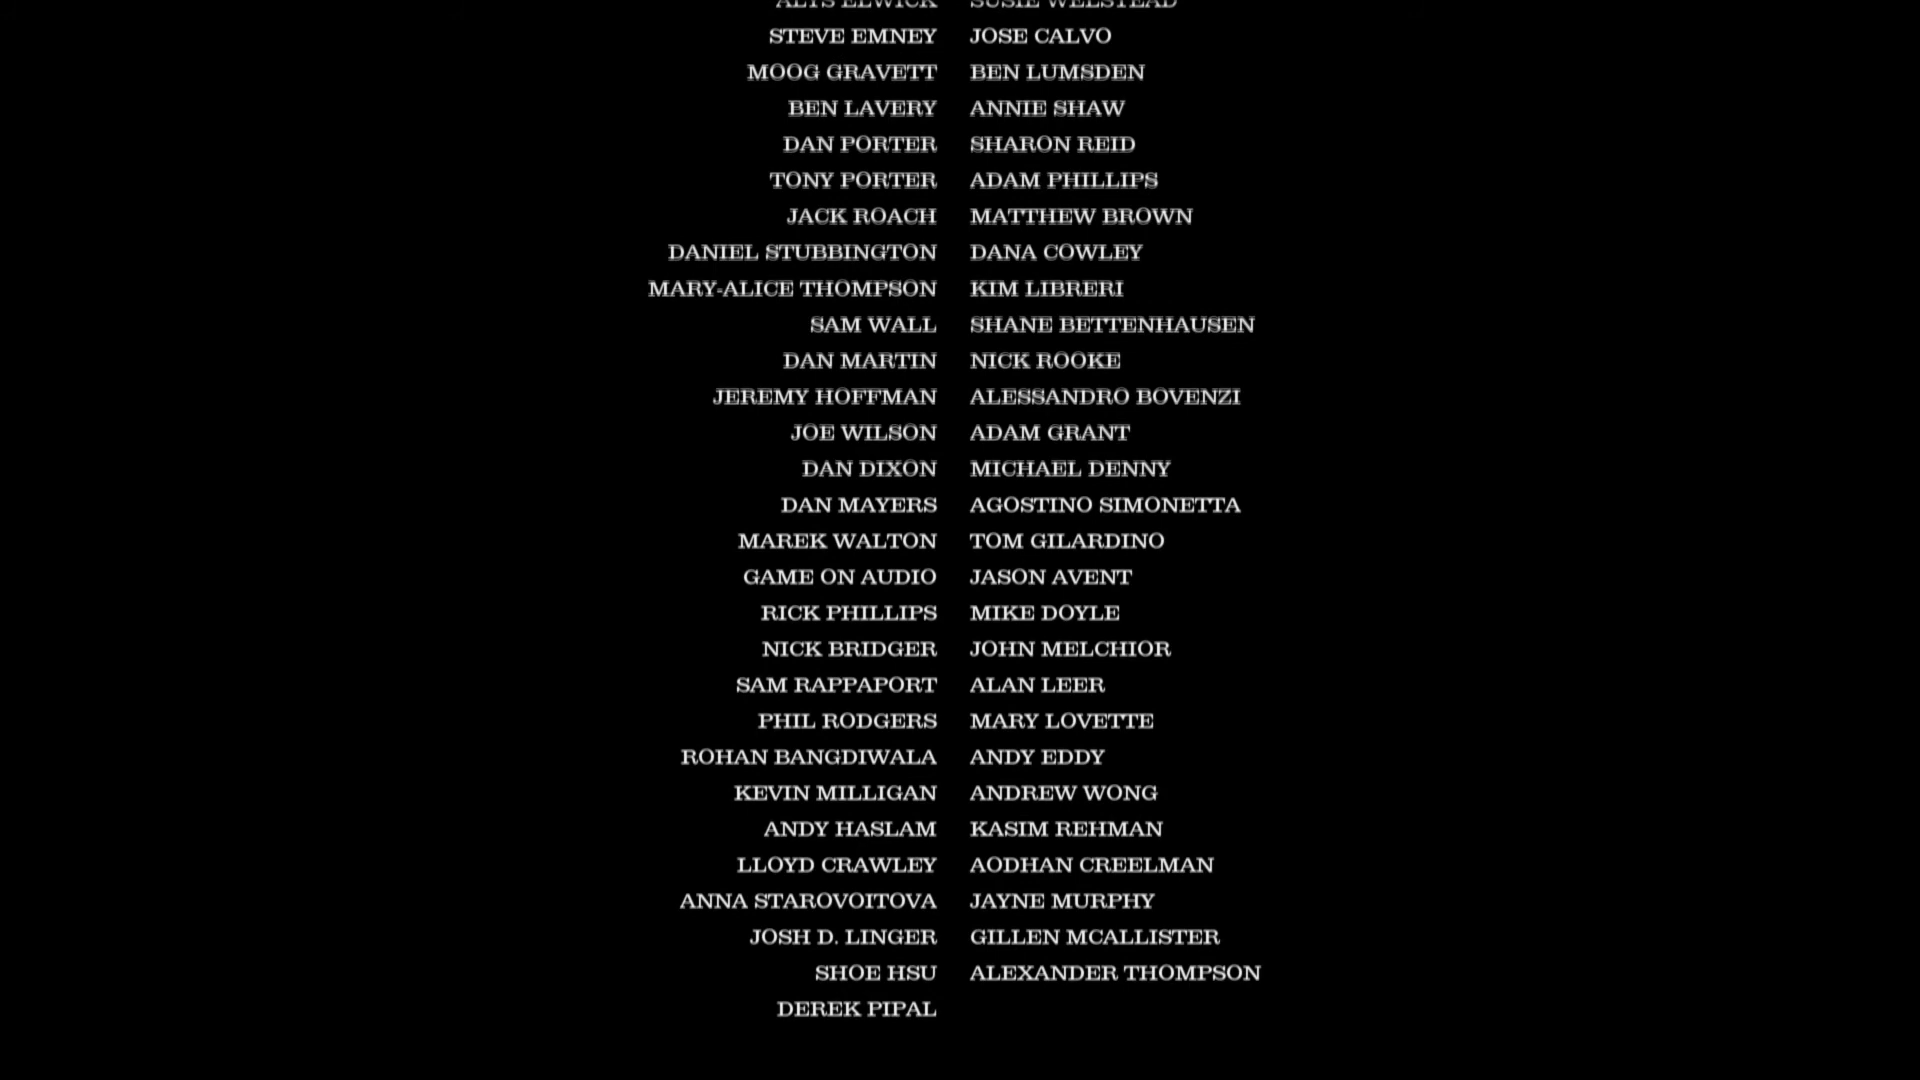 ALYS ELWICK SUSIE WELSTEAD
STEVE EMNEY JOSE CALVO
MOOG GRAVETT BEN LUMSDEN
BEN LAVERY ANNIE SHAW
DAN PORTER SHARON REID
TONY PORTER ADAM PHILLIPS
JACK ROACH MATTHEW BROWN
DANIEL STUBBINGTON DANA COWLEY
MARY-ALICE THOMPSON KIM LIBRERI
SAM WALL SHANE BETTENHAUSEN
DAN MARTIN NICK ROOKE
JEREMY HOFFMAN ALESSANDRO BOVENZI
JOE WILSON ADAM GRANT
DAN DIXON MICHAEL DENNY
DAN MAYERS AGOSTINO SIMONETTA
MAREK WALTON TOM GILARDINO
GAME ON AUDIO JASON AVENT
RICK PHILLIPS MIKE DOYLE
NICK BRIDGER JOHN MELCHIOR
SAM RAPPAPORT ALAN LEER
PHIL RODGERS MARY LOVETTE
ROHAN BANGDIWALA ANDY EDDY
KEVIN MILLIGAN ANDREW WONG
ANDY HASLAM KASIM REHMAN
LLOYD CRAWLEY AODHAN CREELMAN
ANNA STAROVOITOVA JAYNE MURPHY
JOSH D. LINGER GILLEN MCALLISTER
SHOE HSU ALEXANDER THOMPSON
DEREK PIPAL